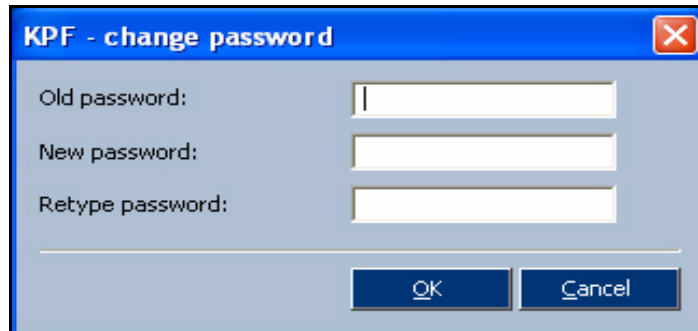 KPF - change password
Old password:
New password:
Retype password:
OK Cancel